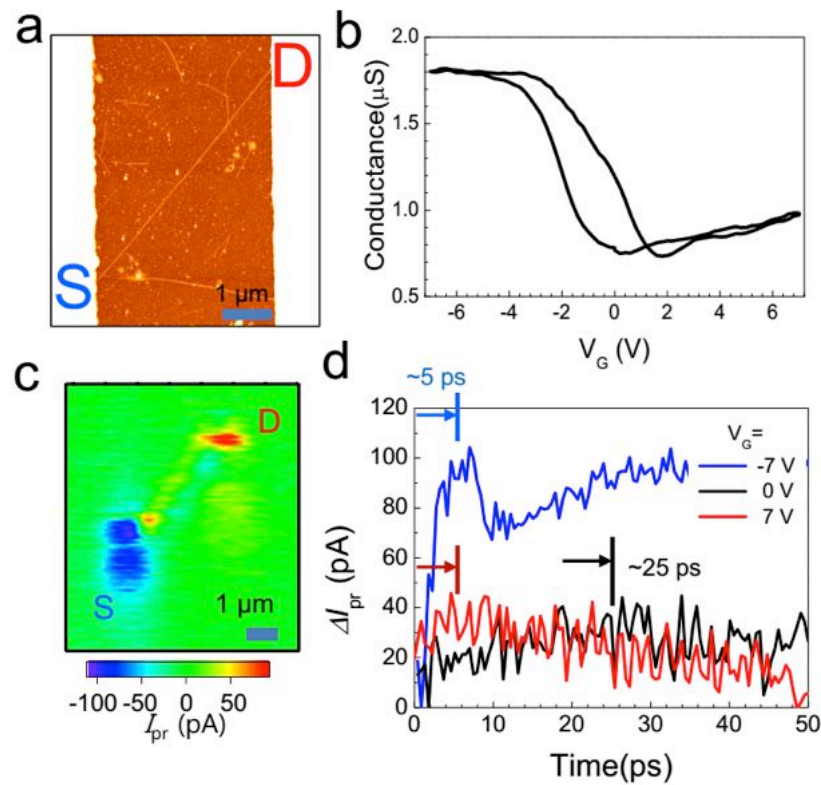 a
D
S
1 μm
b
Conductance(μS)
2.0
1.5
1.0
0.5
-6 -4 -2 0 2 4 6
V_G (V)
c
D
S
1 μm
-100 -50 0 50
I_pr (pA)
d
~5 ps
V_G=
-7 V
0 V
7 V
~25 ps
ΔI_pr (pA)
120
100
80
60
40
20
0
0 10 20 30 40 50
Time(ps)